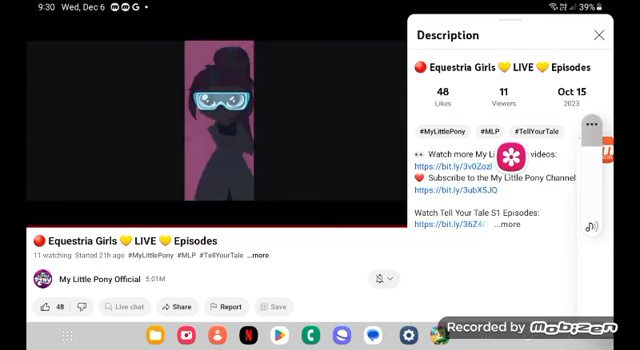 9:30 Wed, Dec 6
39%
Description
🔴 Equestria Girls 💛 LIVE 💛 Episodes
48
11
Oct 15
Likes
Viewers
2023
#MyLittlePony
#MLP
#TellYourTale
👀 Watch more My Li videos:
https://bit.ly/3v0Zozl
❤️ Subscribe to the My Little Pony Channel
https://bit.ly/3ubX5JQ
Watch Tell Your Tale S1 Episodes:
https://bit.ly/36Z4i ...more
🔴 Equestria Girls 💛 LIVE 💛 Episodes
11 watching Started 21h ago #MyLittlePony #MLP #TellYourTale ...more
My Little Pony Official 5.01M
48
Live chat
Share
Report
Save
Recorded by mobizen